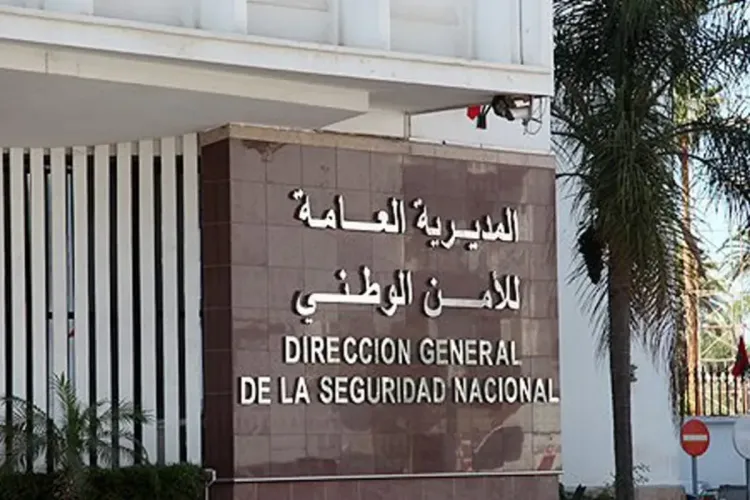 المديرية العامة
للأمن الوطني
DIRECCION GENERAL
DE LA SEGURIDAD NACIONAL